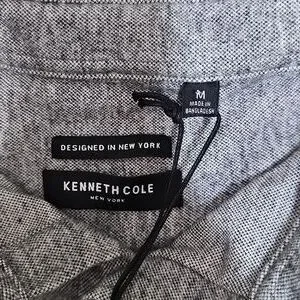 M
MADE IN
BANGLADESH
DESIGNED IN NEW YORK
KENNETH COLE
NEW YORK